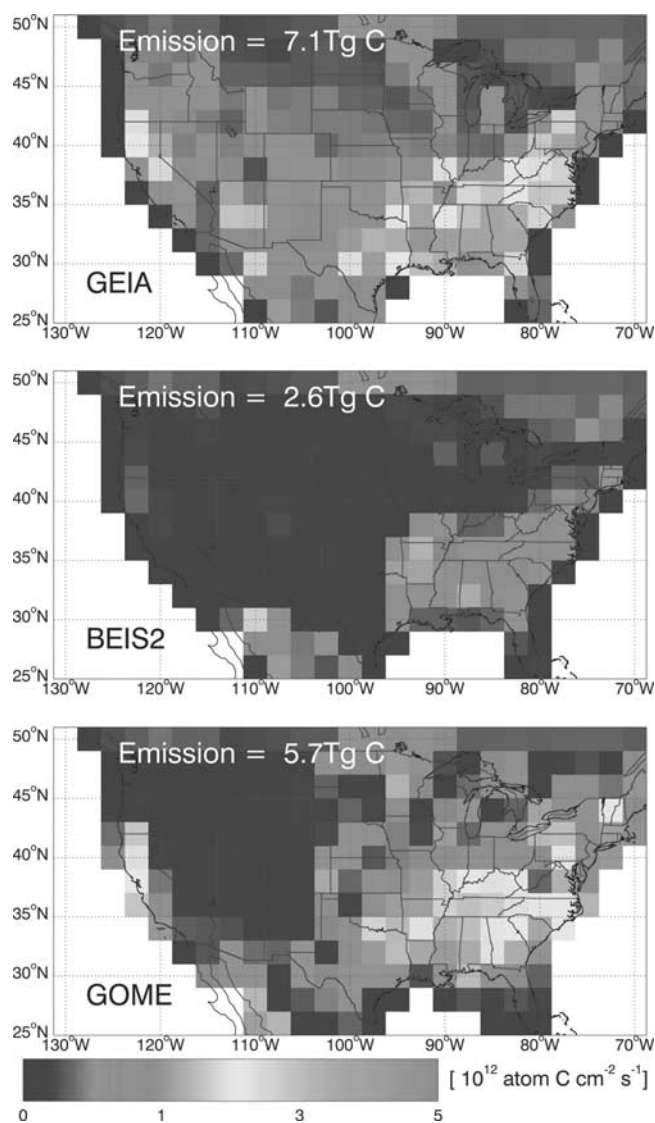 Emission = 7.1Tg C
50°N
45°N
40°N
35°N
30°N
25°N
GEIA
130°W 120°W 110°W 100°W 90°W 80°W 70°W
Emission = 2.6Tg C
50°N
45°N
40°N
35°N
30°N
25°N
BEIS2
130°W 120°W 110°W 100°W 90°W 80°W 70°W
Emission = 5.7Tg C
50°N
45°N
40°N
35°N
30°N
25°N
GOME
130°W 120°W 110°W 100°W 90°W 80°W 70°W
[ 10¹² atom C cm⁻² s⁻¹]
0 1 3 5